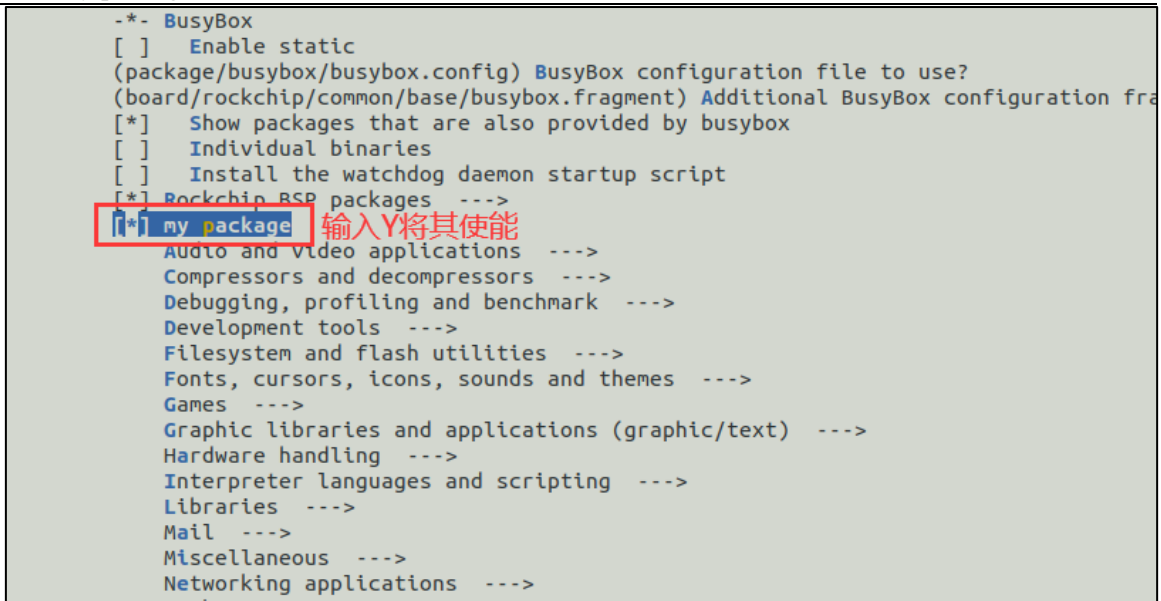 -*- BusyBox
[ ]   Enable static
(package/busybox/busybox.config) BusyBox configuration file to use?
(board/rockchip/common/base/busybox.fragment) Additional BusyBox configuration fra
[*]   Show packages that are also provided by busybox
[ ]   Individual binaries
[ ]   Install the watchdog daemon startup script
[*] Rockchip BSP packages  --->
[*] my package 输入Y将其使能
Audio and video applications  --->
Compressors and decompressors  --->
Debugging, profiling and benchmark  --->
Development tools  --->
Filesystem and flash utilities  --->
Fonts, cursors, icons, sounds and themes  --->
Games  --->
Graphic libraries and applications (graphic/text)  --->
Hardware handling  --->
Interpreter languages and scripting  --->
Libraries  --->
Mail  --->
Miscellaneous  --->
Networking applications  --->